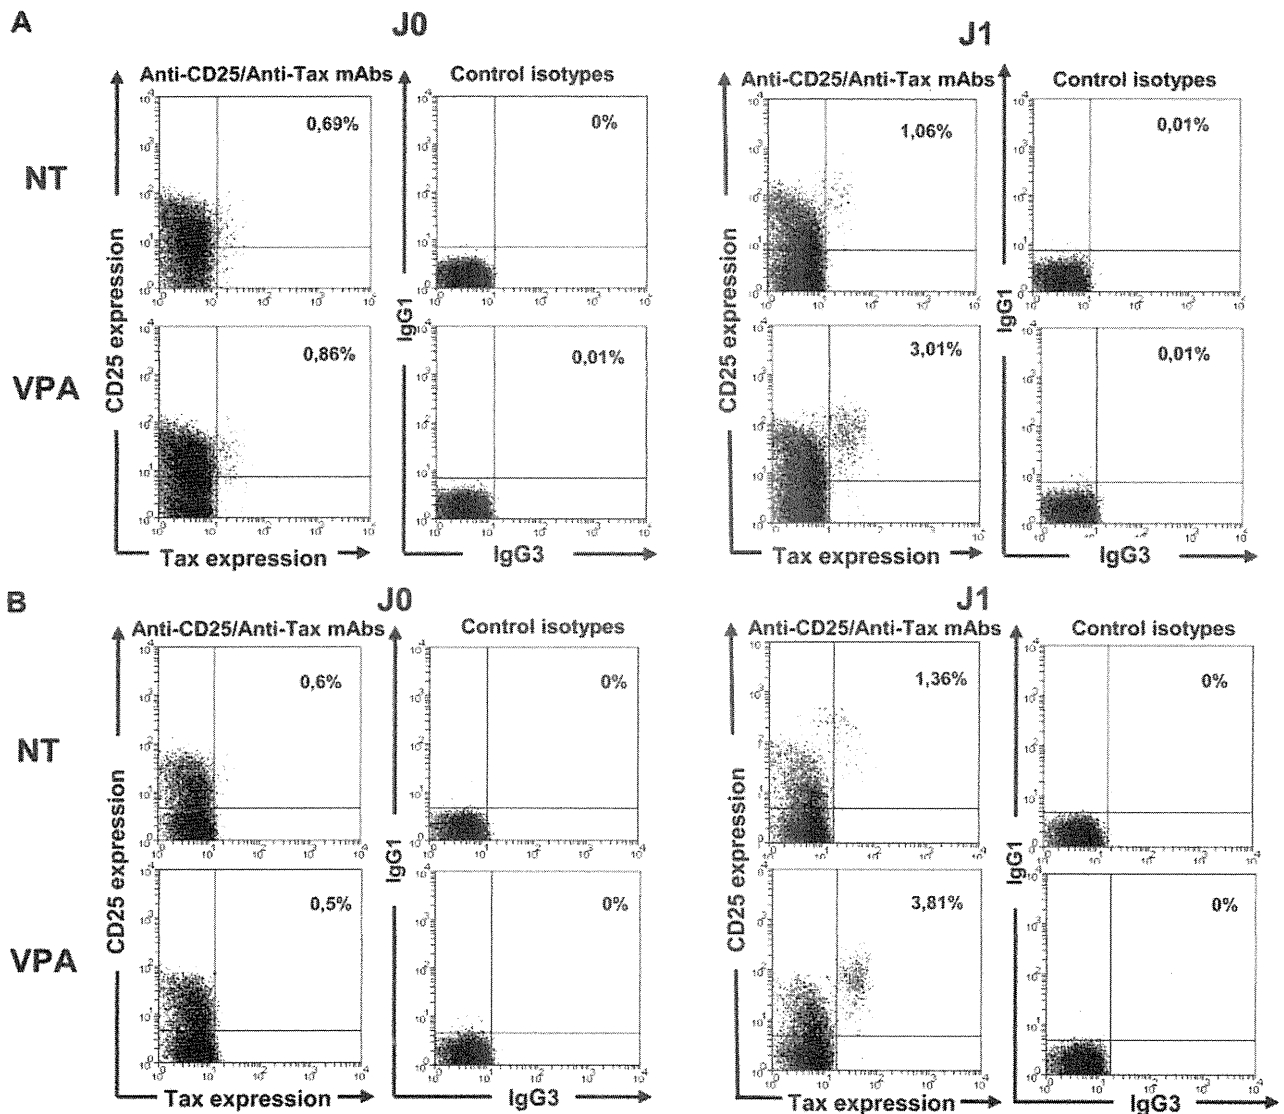 A
J0
J1
Anti-CD25/Anti-Tax mAbs
Control isotypes
Anti-CD25/Anti-Tax mAbs
Control isotypes
NT
0,69%
0%
1,06%
0,01%
VPA
0,86%
0,01%
3,01%
0,01%
CD25 expression
IgG1
CD25 expression
IgG1
Tax expression
IgG3
Tax expression
IgG3
B
J0
J1
Anti-CD25/Anti-Tax mAbs
Control isotypes
Anti-CD25/Anti-Tax mAbs
Control isotypes
NT
0,6%
0%
1,36%
0%
VPA
0,5%
0%
3,81%
0%
CD25 expression
IgG1
CD25 expression
IgG1
Tax expression
IgG3
Tax expression
IgG3